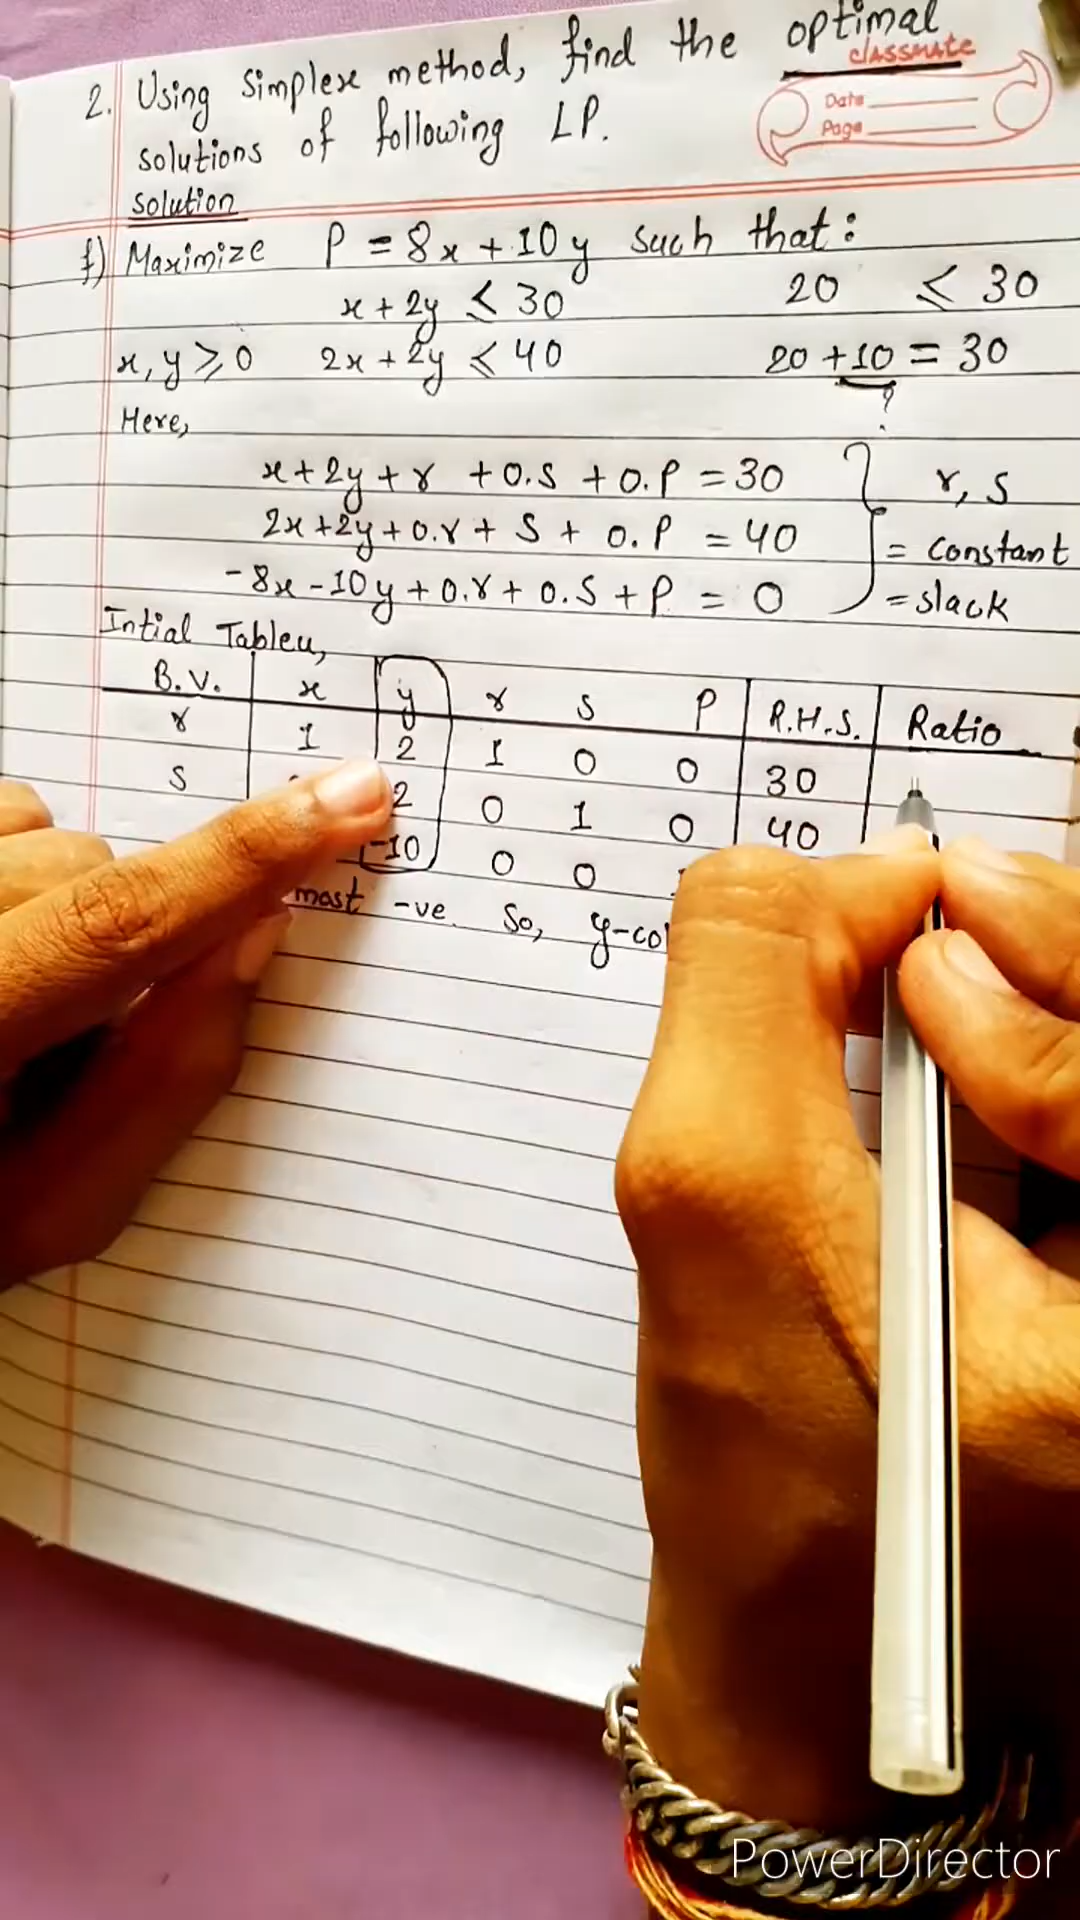 2. Using Simplex method, find the optimal
classmate
Date
Page
solutions of following LP.
Solution
f) Maximize P = 8x + 10y such that:
x + 2y ≤ 30 20 ≤ 30
x, y ≥ 0 2x + 2y ≤ 40 20 + 10 = 30
?
Here,
x + 2y + r + 0.s + 0.P = 30 r, s
2x + 2y + 0.r + s + 0.P = 40 = constant
-8x - 10y + 0.r + 0.s + P = 0 = slack
Intial Tableu,
B.V. x y r s P R.H.S. Ratio
r 1 2 1 0 0 30
s 2 0 1 0 40
-10 0 0
most -ve. So, y-col
PowerDirector